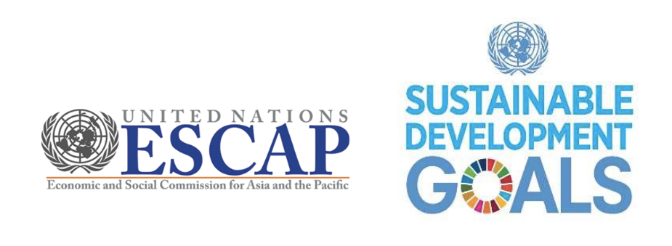 UNITED NATIONS
ESCAP
Economic and Social Commission for Asia and the Pacific
SUSTAINABLE
DEVELOPMENT
GOALS